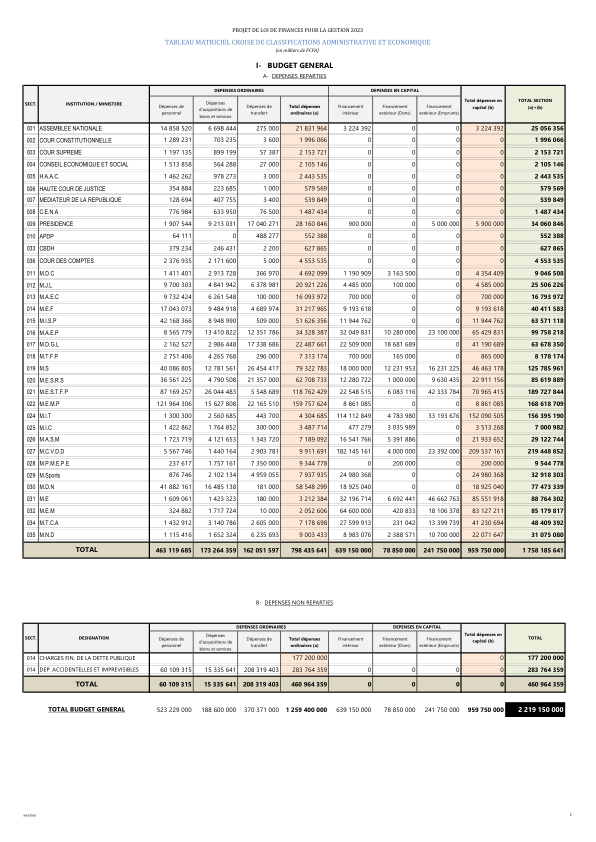 PROJET DE LOI DE FINANCES POUR LA GESTION 2023
TABLEAU MATRICIEL CROISE DE CLASSIFICATIONS ADMINISTRATIVE ET ECONOMIQUE
(en milliers de FCFA)
I- BUDGET GENERAL
A- DEPENSES REPARTIES
SECT. INSTITUTION / MINISTERE DEPENSES ORDINAIRES DEPENSES EN CAPITAL Total dépenses en capital (b) TOTAL SECTION (a)+(b)
Dépenses de personnel Dépenses d'acquisitions de biens et services Dépenses de transfert Total dépenses ordinaires (a) Financement intérieur Financement extérieur (Dons) Financement extérieur (Emprunts)
001 ASSEMBLEE NATIONALE 14 858 520 6 698 444 275 000 21 831 964 3 224 392 0 0 3 224 392 25 056 356
002 COUR CONSTITUTIONNELLE 1 289 231 703 235 3 600 1 996 066 0 0 0 0 1 996 066
003 COUR SUPREME 1 197 135 899 199 57 387 2 153 721 0 0 0 0 2 153 721
004 CONSEIL ECONOMIQUE ET SOCIAL 1 513 858 564 288 27 000 2 105 146 0 0 0 0 2 105 146
005 H.A.A.C. 1 462 262 978 273 3 000 2 443 535 0 0 0 0 2 443 535
006 HAUTE COUR DE JUSTICE 354 884 223 685 1 000 579 569 0 0 0 0 579 569
007 MEDIATEUR DE LA REPUBLIQUE 128 694 407 755 3 400 539 849 0 0 0 0 539 849
008 C.E.N.A 776 984 633 950 76 500 1 487 434 0 0 0 0 1 487 434
009 PRESIDENCE 1 907 544 9 213 031 17 040 271 28 160 846 900 000 0 5 000 000 5 900 000 34 060 846
010 APDP 64 111 0 488 277 552 388 0 0 0 0 552 388
033 CBDH 379 234 246 431 2 200 627 865 0 0 0 0 627 865
036 COUR DES COMPTES 2 376 935 2 171 600 5 000 4 553 535 0 0 0 0 4 553 535
011 M.D.C 1 411 401 2 913 728 366 970 4 692 099 1 190 909 3 163 500 0 4 354 409 9 046 508
012 M.J.L 9 700 303 4 841 942 6 378 981 20 921 226 4 485 000 100 000 0 4 585 000 25 506 226
013 M.A.E.C 9 732 424 6 261 548 100 000 16 093 972 700 000 0 0 700 000 16 793 972
014 M.E.F 17 043 073 9 484 918 4 689 974 31 217 965 9 193 618 0 0 9 193 618 40 411 583
015 M.I.S.P 42 168 366 8 948 990 509 000 51 626 356 11 944 762 0 0 11 944 762 63 571 118
016 M.A.E.P 8 565 779 13 410 822 12 351 786 34 328 387 32 049 831 10 280 000 23 100 000 65 429 831 99 758 218
017 M.D.G.L 2 162 527 2 986 448 17 338 686 22 487 661 22 509 000 18 681 689 0 41 190 689 63 678 350
018 M.T.F.P 2 751 406 4 265 768 296 000 7 313 174 700 000 165 000 0 865 000 8 178 174
019 M.S 40 086 805 12 781 561 26 454 417 79 322 783 18 000 000 12 231 953 16 231 225 46 463 178 125 785 961
020 M.E.S.R.S 36 561 225 4 790 508 21 357 000 62 708 733 12 280 722 1 000 000 9 630 435 22 911 156 85 619 889
021 M.E.S.T.F.P 87 169 257 26 044 483 5 548 689 118 762 429 22 548 515 6 083 116 42 333 784 70 965 415 189 727 844
022 M.E.M.P 121 964 306 15 627 808 22 165 510 159 757 624 8 861 085 0 0 8 861 085 168 618 709
024 M.I.T 1 300 300 2 560 685 443 700 4 304 685 114 112 849 4 783 980 33 193 676 152 090 505 156 395 190
025 M.I.C 1 422 862 1 764 852 300 000 3 487 714 477 279 3 035 989 0 3 513 268 7 000 982
026 M.A.S.M 1 723 719 4 121 653 1 343 720 7 189 092 16 541 766 5 391 886 0 21 933 652 29 122 744
027 M.C.V.D.D 5 567 746 1 440 164 2 903 781 9 911 691 182 145 161 4 000 000 23 392 000 209 537 161 219 448 852
028 M.P.M.E.P.E 237 617 1 757 161 7 350 000 9 344 778 0 200 000 0 200 000 9 544 778
029 M.Sports 876 746 2 102 134 4 959 055 7 937 935 24 980 368 0 0 24 980 368 32 918 303
030 M.D.N 41 882 161 16 485 138 181 000 58 548 299 18 925 040 0 0 18 925 040 77 473 339
031 M.E 1 609 061 1 423 323 180 000 3 212 384 32 196 714 6 692 441 46 662 763 85 551 918 88 764 302
032 M.E.M 324 882 1 717 724 10 000 2 052 606 64 600 000 420 833 18 106 378 83 127 211 85 179 817
034 M.T.C.A 1 432 912 3 140 786 2 605 000 7 178 698 27 599 913 231 042 13 399 739 41 230 694 48 409 392
035 M.N.D 1 115 416 1 652 324 6 235 693 9 003 433 8 983 076 2 388 571 10 700 000 22 071 647 31 075 080
TOTAL 463 119 685 173 264 359 162 051 597 798 435 641 639 150 000 78 850 000 241 750 000 959 750 000 1 758 185 641
B- DEPENSES NON REPARTIES
SECT. DESIGNATION DEPENSES ORDINAIRES DEPENSES EN CAPITAL Total dépenses en capital (b) TOTAL
Dépenses de personnel Dépenses d'acquisitions de biens et services Dépenses de transfert Total dépenses ordinaires (a) Financement intérieur Financement extérieur (Dons) Financement extérieur (Emprunts)
014 CHARGES FIN. DE LA DETTE PUBLIQUE 177 200 000 0 177 200 000
014 DEP. ACCIDENTELLES ET IMPREVISIBLES 60 109 315 15 335 641 208 319 403 283 764 359 0 0 0 0 283 764 359
TOTAL 60 109 315 15 335 641 208 319 403 460 964 359 0 0 0 0 460 964 359
TOTAL BUDGET GENERAL 523 229 000 188 600 000 370 371 000 1 259 400 000 639 150 000 78 850 000 241 750 000 959 750 000 2 219 150 000